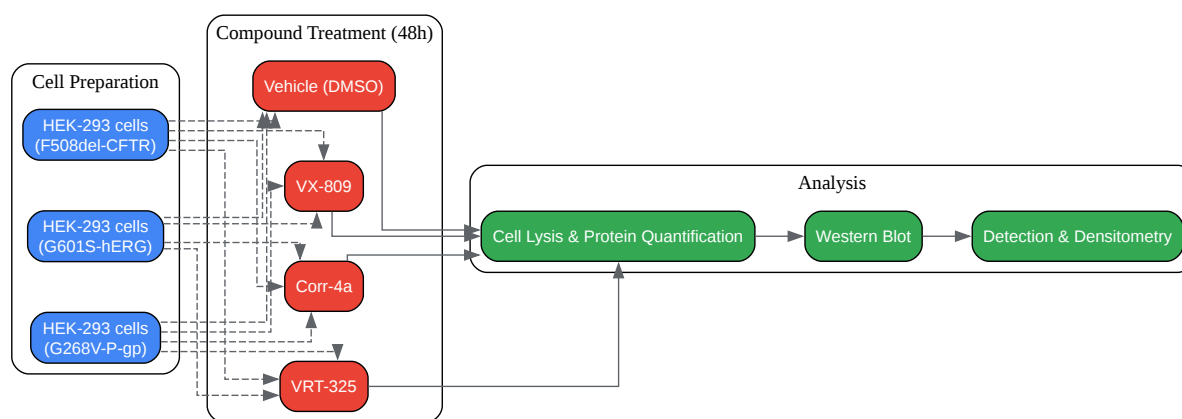 Cell Preparation
HEK-293 cells
(F508del-CFTR)
HEK-293 cells
(G601S-hERG)
HEK-293 cells
(G268V-P-gp)
Compound Treatment (48h)
Vehicle (DMSO)
VX-809
Corr-4a
VRT-325
Analysis
Cell Lysis & Protein Quantification
Western Blot
Detection & Densitometry